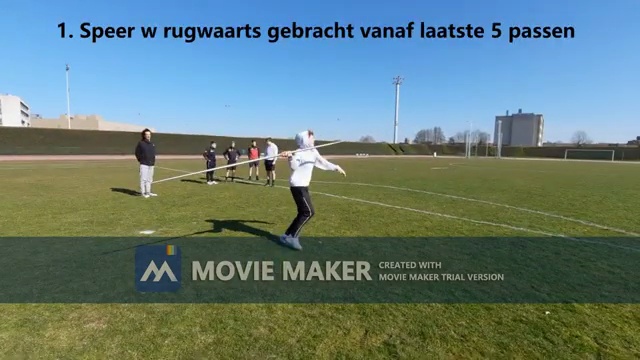 1. Speer w rugwaarts gebracht vanaf laatste 5 passen
MOVIE MAKER
CREATED WITH
MOVIE MAKER TRIAL VERSION